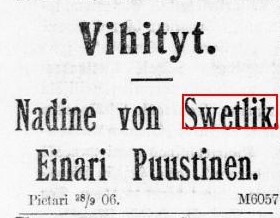 Vihityt.
Nadine von Swetlik
Einari Puustinen.
Pietari 28/9 06. M6057